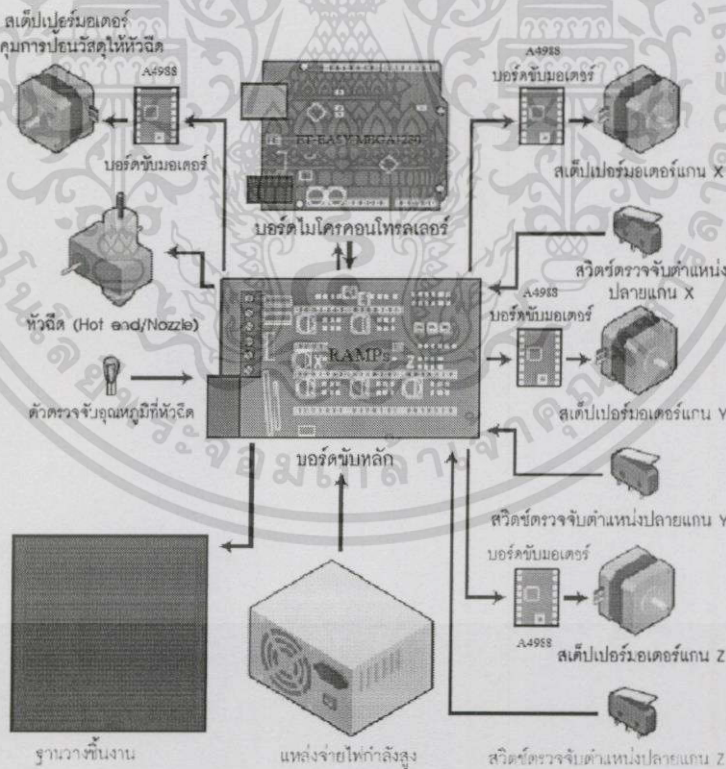 สเต็ปเปอร์มอเตอร์
คุมการป้อนวัสดุให้หัวฉีด
A4988
บอร์ดขับมอเตอร์
ET-EASY MEGA1280
บอร์ดไมโครคอนโทรลเลอร์
A4988
บอร์ดขับมอเตอร์
สเต็ปเปอร์มอเตอร์แกน X
สวิตช์ตรวจจับตำแหน่ง
ปลายแกน X
หัวฉีด (Hot end/Nozzle)
ตัวตรวจจับอุณหภูมิที่หัวฉีด
RAMPs
X
Z
บอร์ดขับหลัก
A4988
บอร์ดขับมอเตอร์
สเต็ปเปอร์มอเตอร์แกน Y
สวิตช์ตรวจจับตำแหน่งปลายแกน Y
บอร์ดขับมอเตอร์
A4988
สเต็ปเปอร์มอเตอร์แกน Z
สวิตช์ตรวจจับตำแหน่งปลายแกน Z
ฐานวางชิ้นงาน
แหล่งจ่ายไฟกำลังสูง